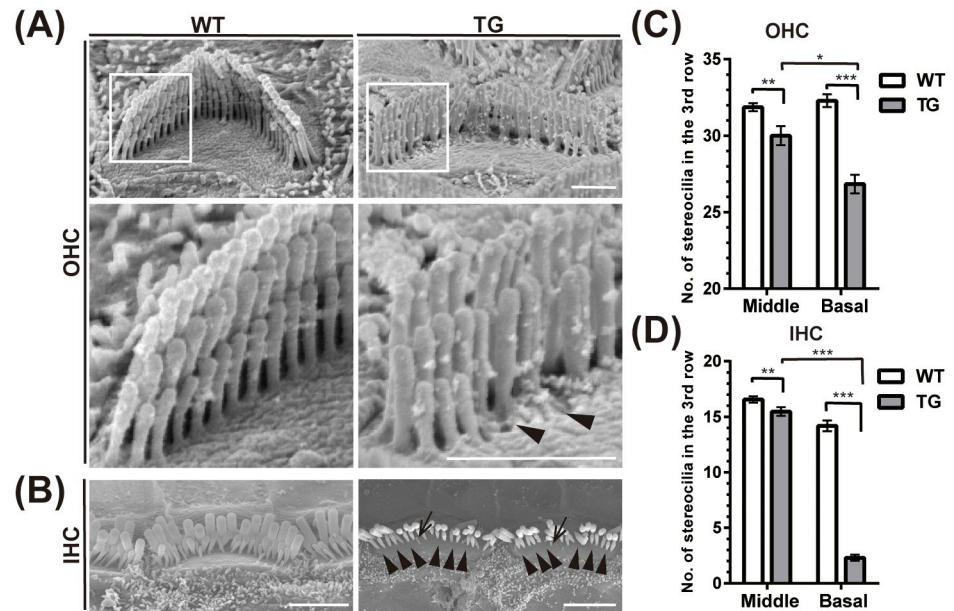 (A)
WT
TG
OHC
(B)
IHC
(C)
OHC
No. of stereocilia in the 3rd row
35
30
25
20
**
***
*
WT
TG
Middle
Basal
(D)
IHC
No. of stereocilia in the 3rd row
20
15
10
5
0
**
***
***
WT
TG
Middle
Basal